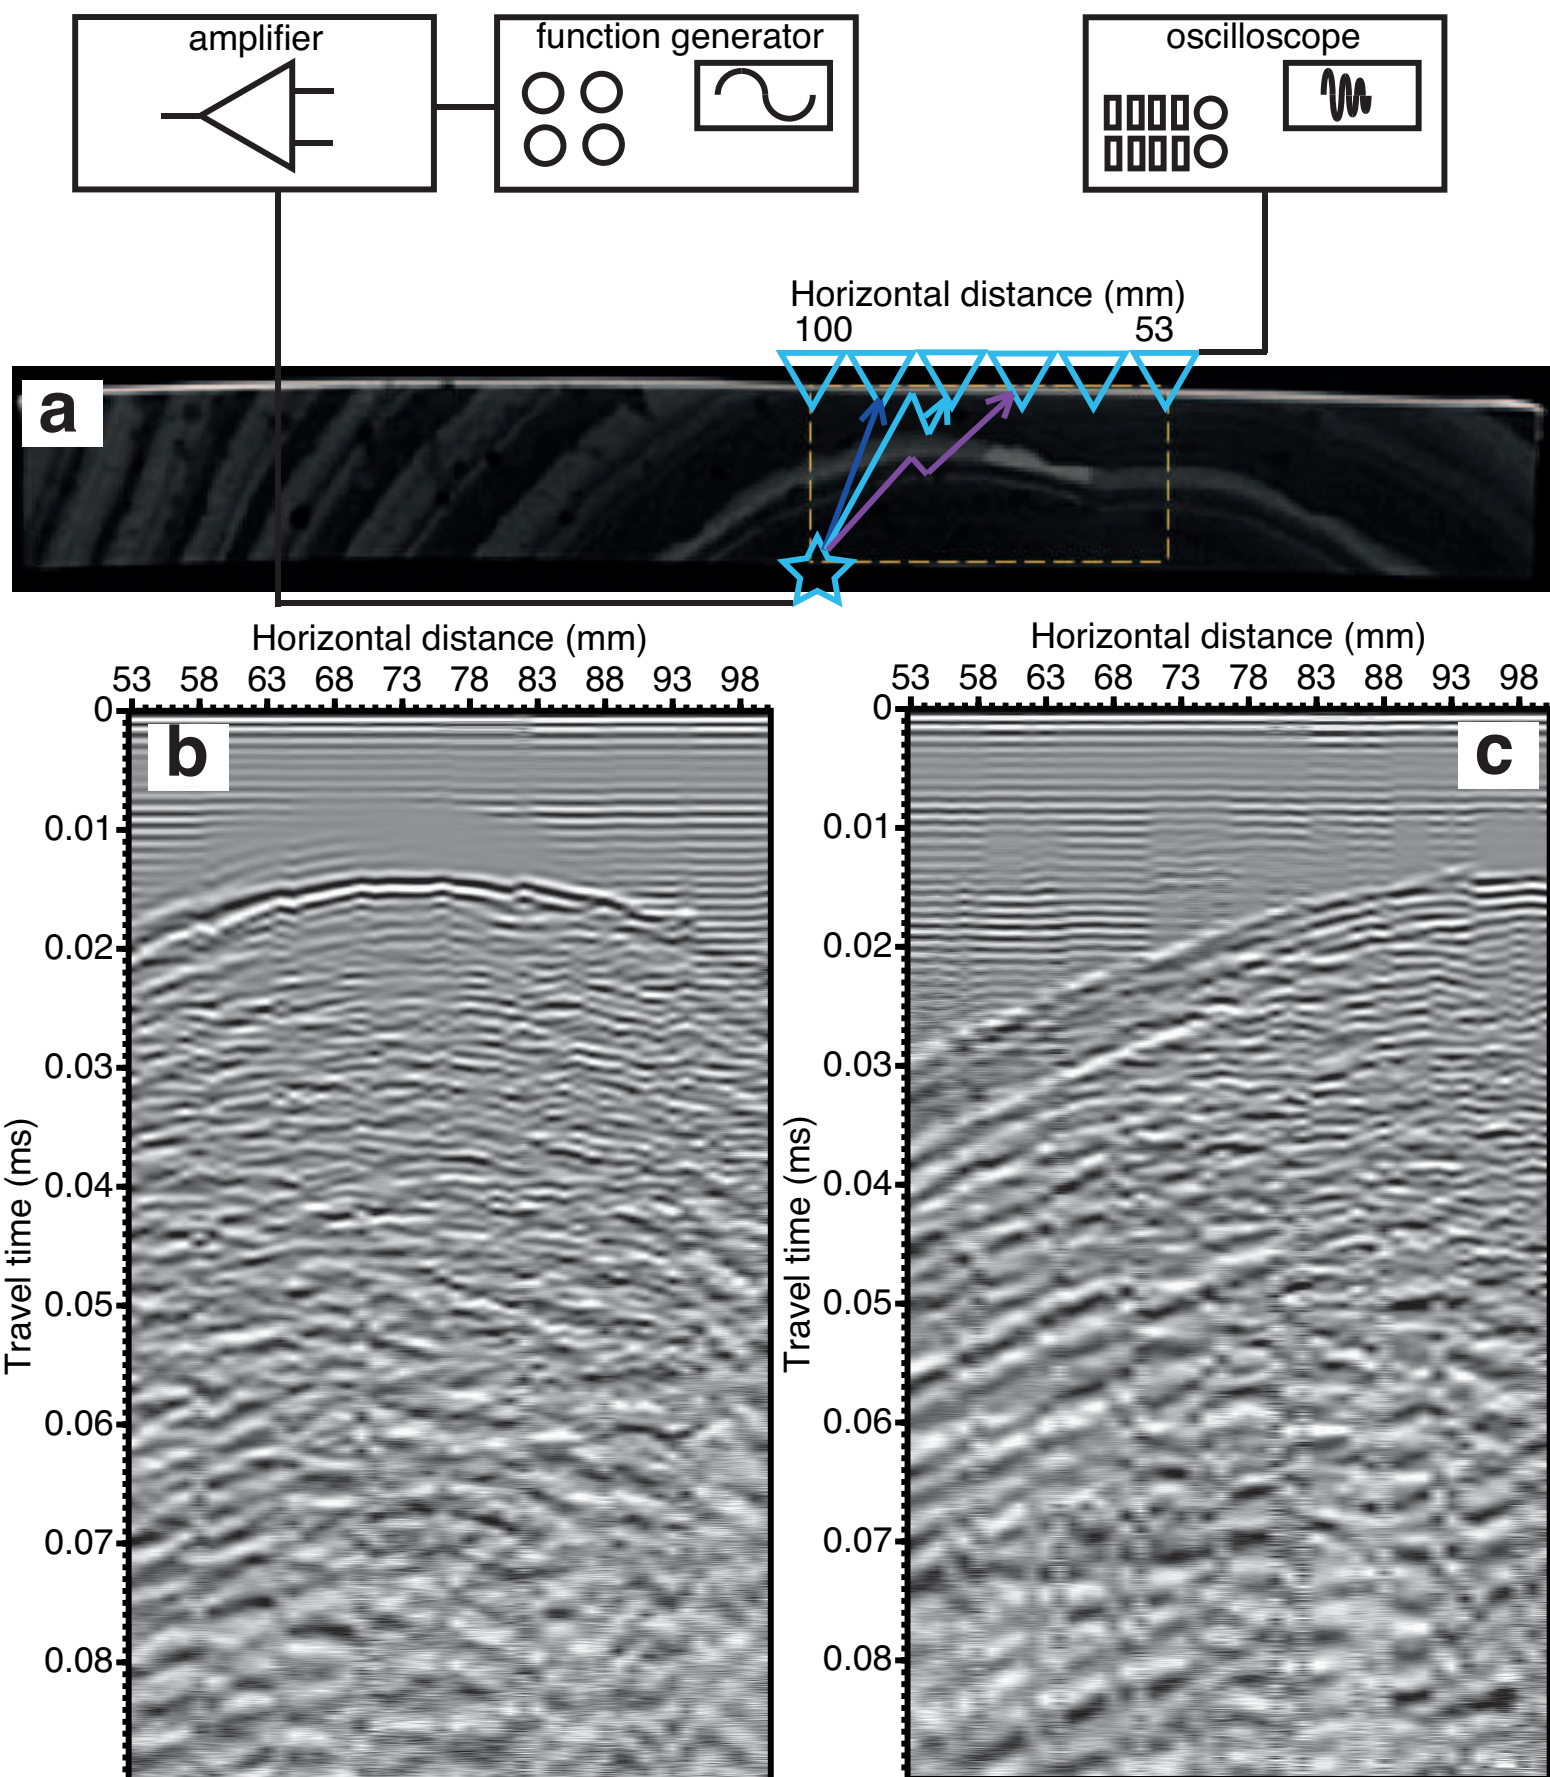 amplifier
function generator
oscilloscope
Horizontal distance (mm)
100 53
a
Horizontal distance (mm)
53 58 63 68 73 78 83 88 93 98
b
0
0.01
0.02
0.03
0.04
0.05
0.06
0.07
0.08
Travel time (ms)
Horizontal distance (mm)
53 58 63 68 73 78 83 88 93 98
c
0
0.01
0.02
0.03
0.04
0.05
0.06
0.07
0.08
Travel time (ms)